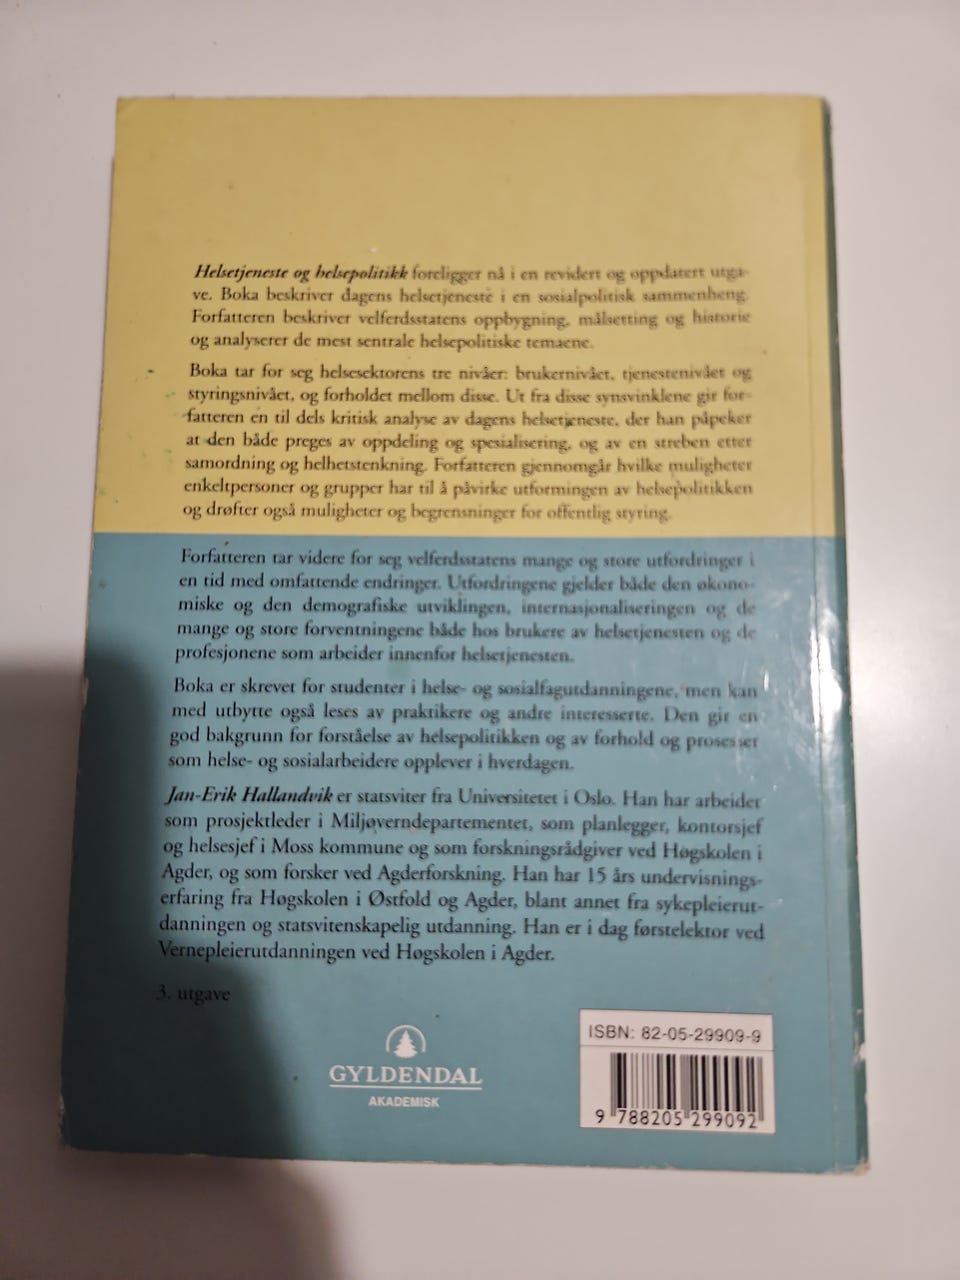 Helsetjeneste og helsepolitikk foreligger nå i en revidert og oppdatert utga-
ve. Boka beskriver dagens helsetjeneste i en sosialpolitisk sammenheng.
Forfatteren beskriver velferdsstatens oppbygning, målsetting og historie
og analyserer de mest sentrale helsepolitiske temaene.
Boka tar for seg helsesektorens tre nivåer: brukernivået, tjenestenivået og
styringsnivået, og forholdet mellom disse. Ut fra disse synsvinklene gir for-
fatteren en til dels kritisk analyse av dagens helsetjeneste, der han påpeker
at den både preges av oppdeling og spesialisering, og av en streben etter
samordning og helhetstenkning. Forfatteren gjennomgår hvilke muligheter
enkeltpersoner og grupper har til å påvirke utformingen av helsepolitikken
og drøfter også muligheter og begrensninger for offentlig styring.
Forfatteren tar videre for seg velferdsstatens mange og store utfordringer i
en tid med omfattende endringer. Utfordringene gjelder både den økono-
miske og den demografiske utviklingen, internasjonaliseringen og de
mange og store forventningene både hos brukere av helsetjenesten og de
profesjonene som arbeider innenfor helsetjenesten.
Boka er skrevet for studenter i helse- og sosialfagutdanningene, men kan
med utbytte også leses av praktikere og andre interesserte. Den gir en
god bakgrunn for forståelse av helsepolitikken og av forhold og prosesser
som helse- og sosialarbeidere opplever i hverdagen.
Jan-Erik Hallandvik er statsviter fra Universitetet i Oslo. Han har arbeidet
som prosjektleder i Miljøverndepartementet, som planlegger, kontorsjef
og helsesjef i Moss kommune og som forskningsrådgiver ved Høgskolen i
Agder, og som forsker ved Agderforskning. Han har 15 års undervisnings-
erfaring fra Høgskolen i Østfold og Agder, blant annet fra sykepleierut-
danningen og statsvitenskapelig utdanning. Han er i dag førstelektor ved
Vernepleierutdanningen ved Høgskolen i Agder.
3. utgave
ISBN: 82-05-29909-9
GYLDENDAL
AKADEMISK
9 788205 299092